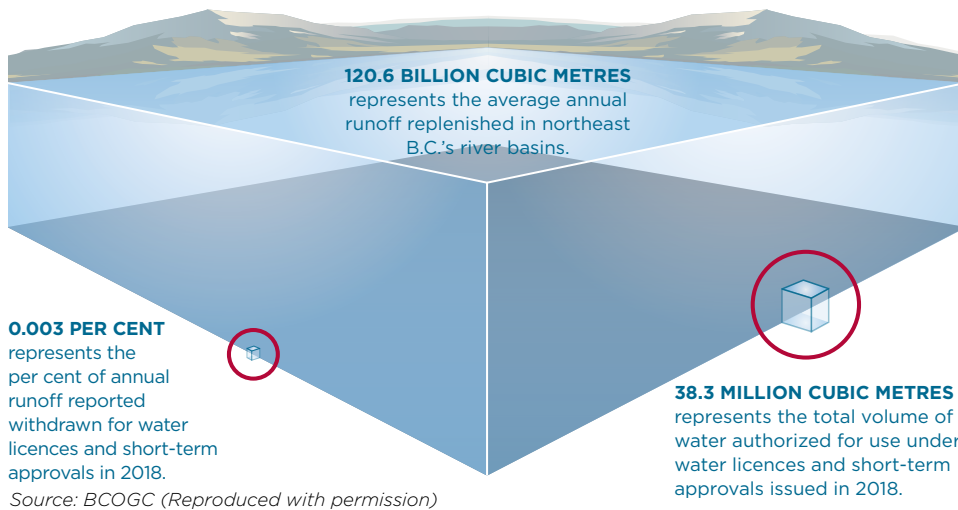 120.6 BILLION CUBIC METRES
represents the average annual
runoff replenished in northeast
B.C.'s river basins.
0.003 PER CENT
represents the
per cent of annual
runoff reported
withdrawn for water
licences and short-term
approvals in 2018.
Source: BCOGC (Reproduced with permission)
38.3 MILLION CUBIC METRES
represents the total volume of
water authorized for use under
water licences and short-term
approvals issued in 2018.